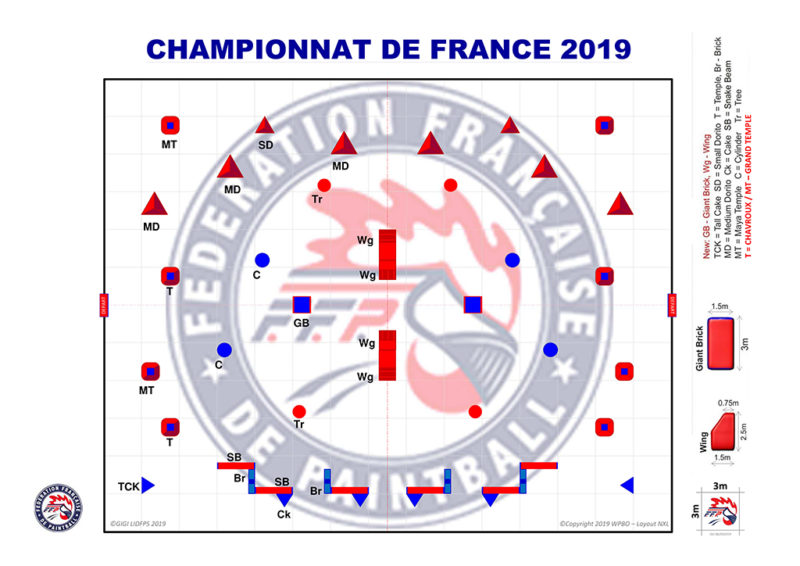 CHAMPIONNAT DE FRANCE 2019
FEDERATION FRANÇAISE
DE PAINTBALL
F.F.P
MT
SD
MD
MD
MD
Tr
Wg
Wg
C
T
GB
DEPART
DEPART
Wg
Wg
C
MT
Tr
T
SB
Br
SB
Br
TCK
Ck
©GIGI LIDFPS 2019
©Copyright 2019 WPBO – Layout NXL
New: GB - Giant Brick, Wg - Wing
TCK = Tall Cake SD = Small Dorito T = Temple, Br - Brick
MD = Medium Dorito Ck = Cake SB = Snake Beam
MT = Maya Temple C = Cylinder Tr = Tree
T = CHAVROUX / MT – GRAND TEMPLE
1.5m
Giant Brick
3m
0.75m
Wing
2.5m
1.5m
3m
3m
FEDERATION FRANÇAISE
DE PAINTBALL